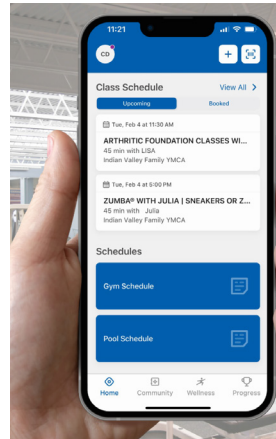 11:21
CD
Class Schedule
View All >
Upcoming
Booked
Tue, Feb 4 at 11:30 AM
ARTHRITIC FOUNDATION CLASSES WI...
45 min with LISA
Indian Valley Family YMCA
Tue, Feb 4 at 5:00 PM
ZUMBA® WITH JULIA | SNEAKERS OR Z...
45 min with Julia
Indian Valley Family YMCA
Schedules
Gym Schedule
Pool Schedule
Home
Community
Wellness
Progress